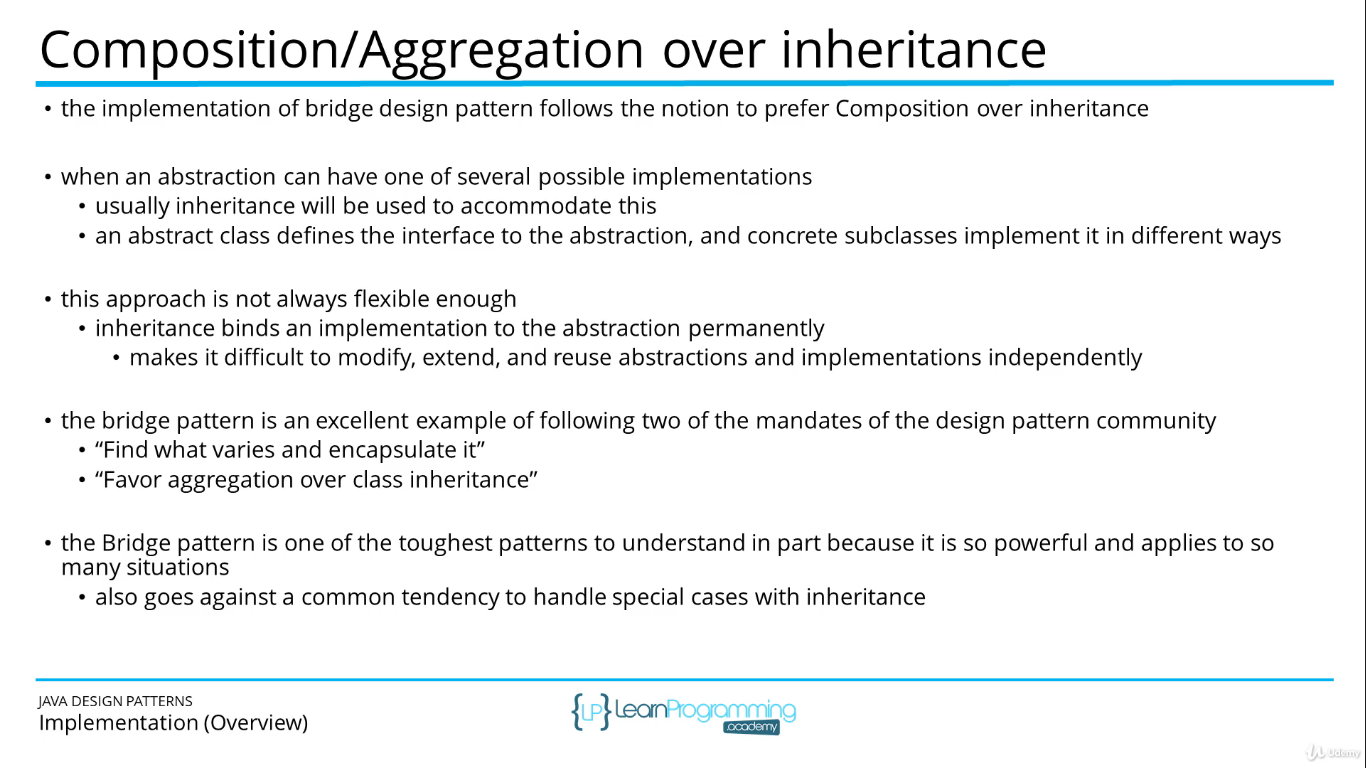 Composition/Aggregation over inheritance
• the implementation of bridge design pattern follows the notion to prefer Composition over inheritance
• when an abstraction can have one of several possible implementations
• usually inheritance will be used to accommodate this
• an abstract class defines the interface to the abstraction, and concrete subclasses implement it in different ways
• this approach is not always flexible enough
• inheritance binds an implementation to the abstraction permanently
• makes it difficult to modify, extend, and reuse abstractions and implementations independently
• the bridge pattern is an excellent example of following two of the mandates of the design pattern community
• “Find what varies and encapsulate it”
• “Favor aggregation over class inheritance”
• the Bridge pattern is one of the toughest patterns to understand in part because it is so powerful and applies to so
many situations
• also goes against a common tendency to handle special cases with inheritance
JAVA DESIGN PATTERNS
Implementation (Overview)
{LP} LearnProgramming
.academy
Udemy